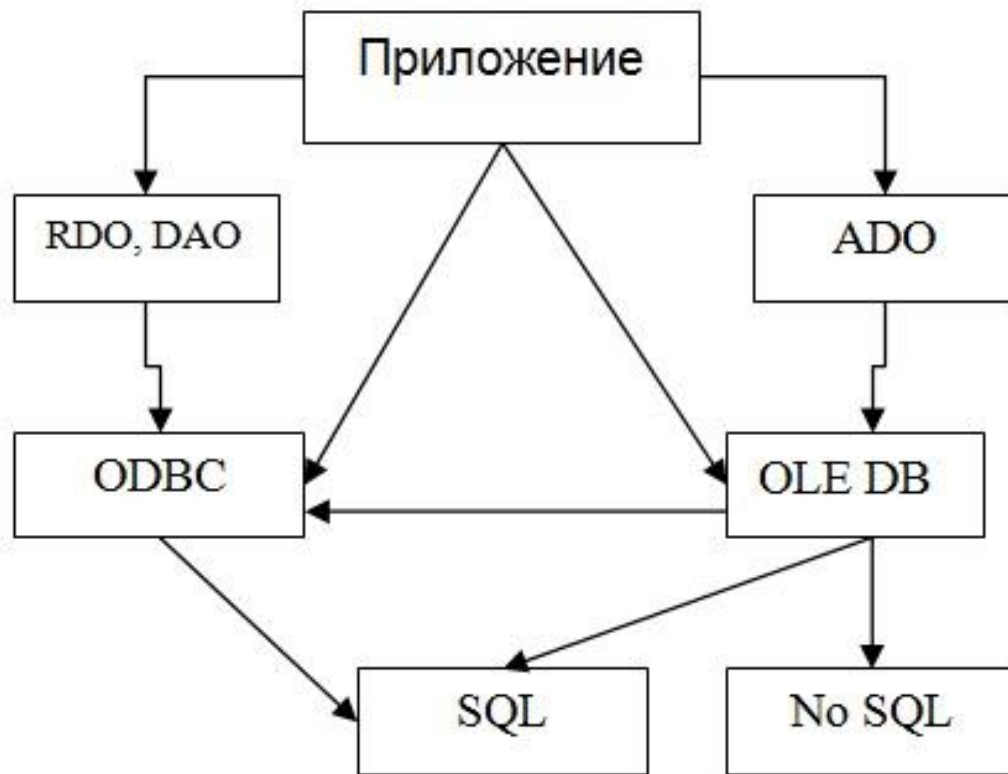 Приложение
RDO, DAO
ADO
ODBC
OLE DB
SQL
No SQL